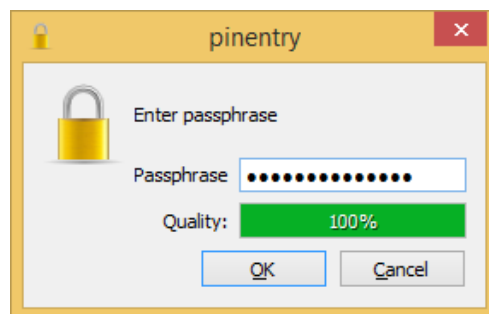 pinentry
Enter passphrase
Passphrase ●●●●●●●●●●●●●●
Quality: 100%
OK Cancel